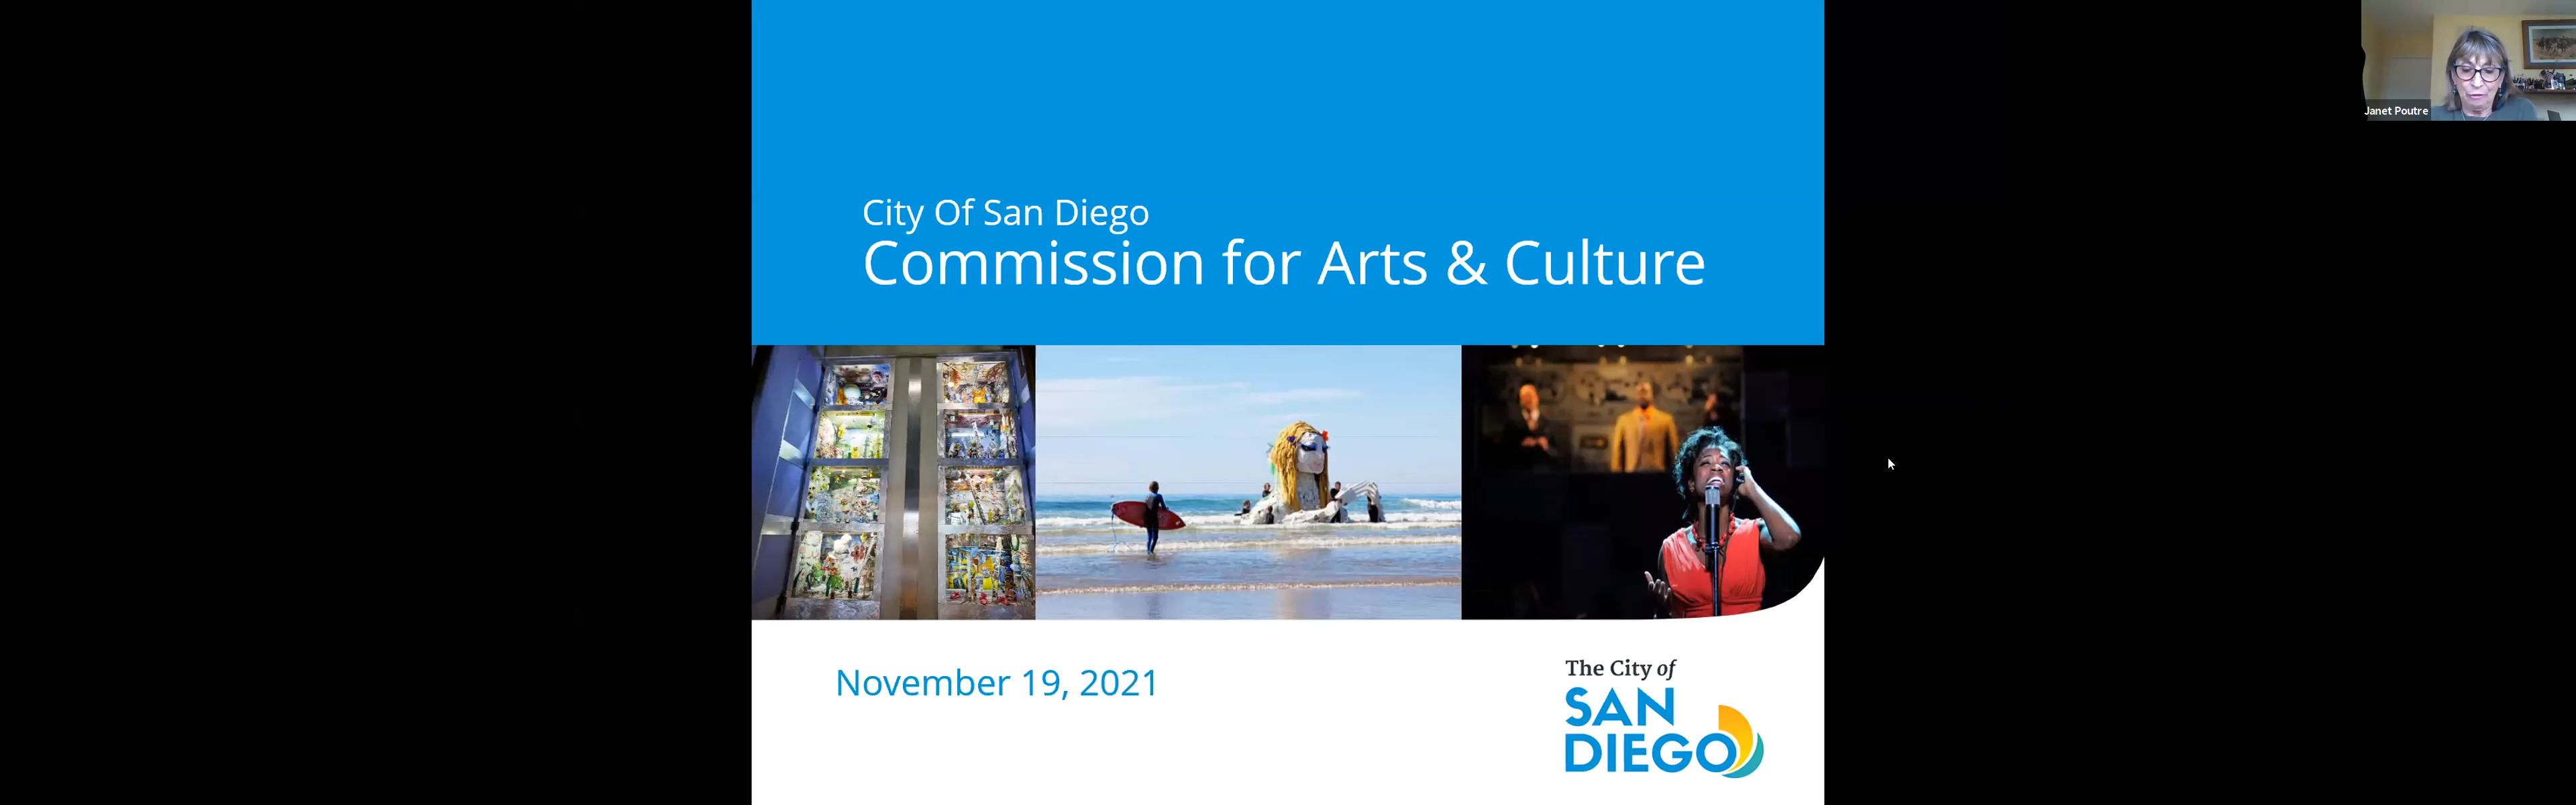 City Of San Diego
Commission for Arts & Culture
November 19, 2021
The City of
SAN
DIEGO
Janet Poutre